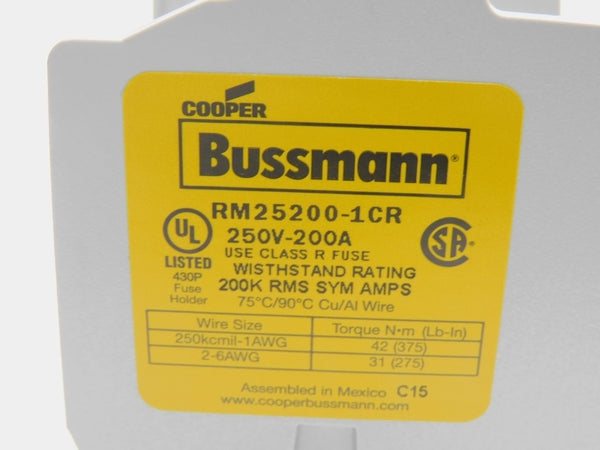 COOPER
Bussmann®
RM25200-1CR
250V-200A
USE CLASS R FUSE
WISTHSTAND RATING
200K RMS SYM AMPS
75°C/90°C Cu/Al Wire
UL
LISTED
430P
Fuse
Holder
SA
Wire Size Torque N•m (Lb-In)
250kcmil-1AWG 42 (375)
2-6AWG 31 (275)
Assembled in Mexico C15
www.cooperbussmann.com